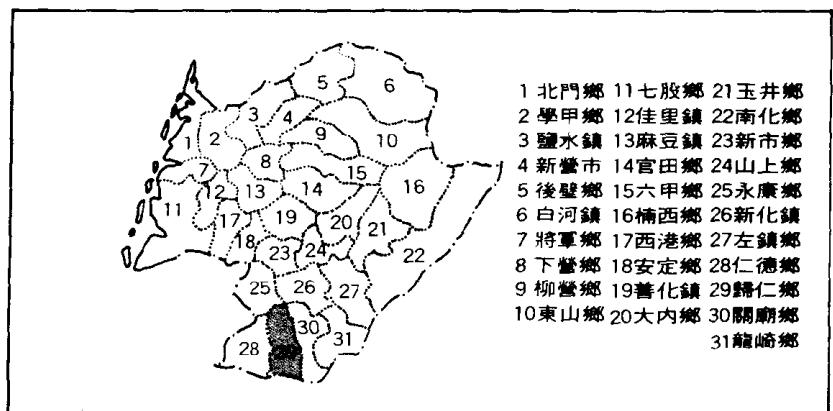 1 北門鄉 11 七股鄉 21 玉井鄉
2 學甲鄉 12 佳里鎮 22 南化鄉
3 鹽水鎮 13 麻豆鎮 23 新市鄉
4 新營市 14 官田鄉 24 山上鄉
5 後壁鄉 15 六甲鄉 25 永康鄉
6 白河鎮 16 楠西鄉 26 新化鎮
7 將軍鄉 17 西港鄉 27 左鎮鄉
8 下營鄉 18 安定鄉 28 仁德鄉
9 柳營鄉 19 善化鎮 29 歸仁鄉
10 東山鄉 20 大內鄉 30 關廟鄉
31 龍崎鄉
5
6
3
4
1
2
9
10
8
7
15
12
13
14
16
11
17
19
20
21
18
23
24
22
25
26
27
30
28
29
31